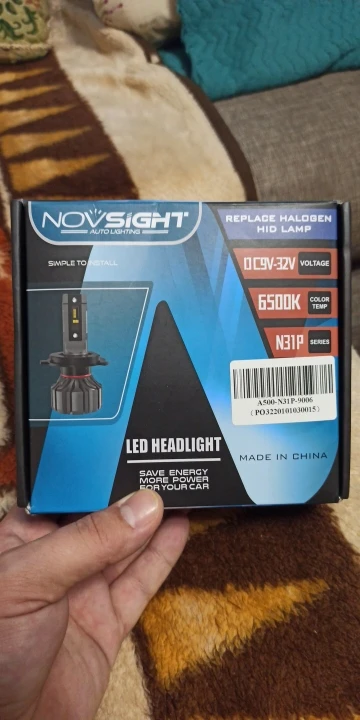 NOVSIGHT
AUTO LIGHTING
REPLACE HALOGEN
HID LAMP
SIMPLE TO INSTALL
DC9V-32V VOLTAGE
6500K COLOR TEMP
N31P SERIES
A500-N31P-9006
(PO3220101030015)
LED HEADLIGHT
SAVE ENERGY
MORE POWER
FOR YOUR CAR
MADE IN CHINA